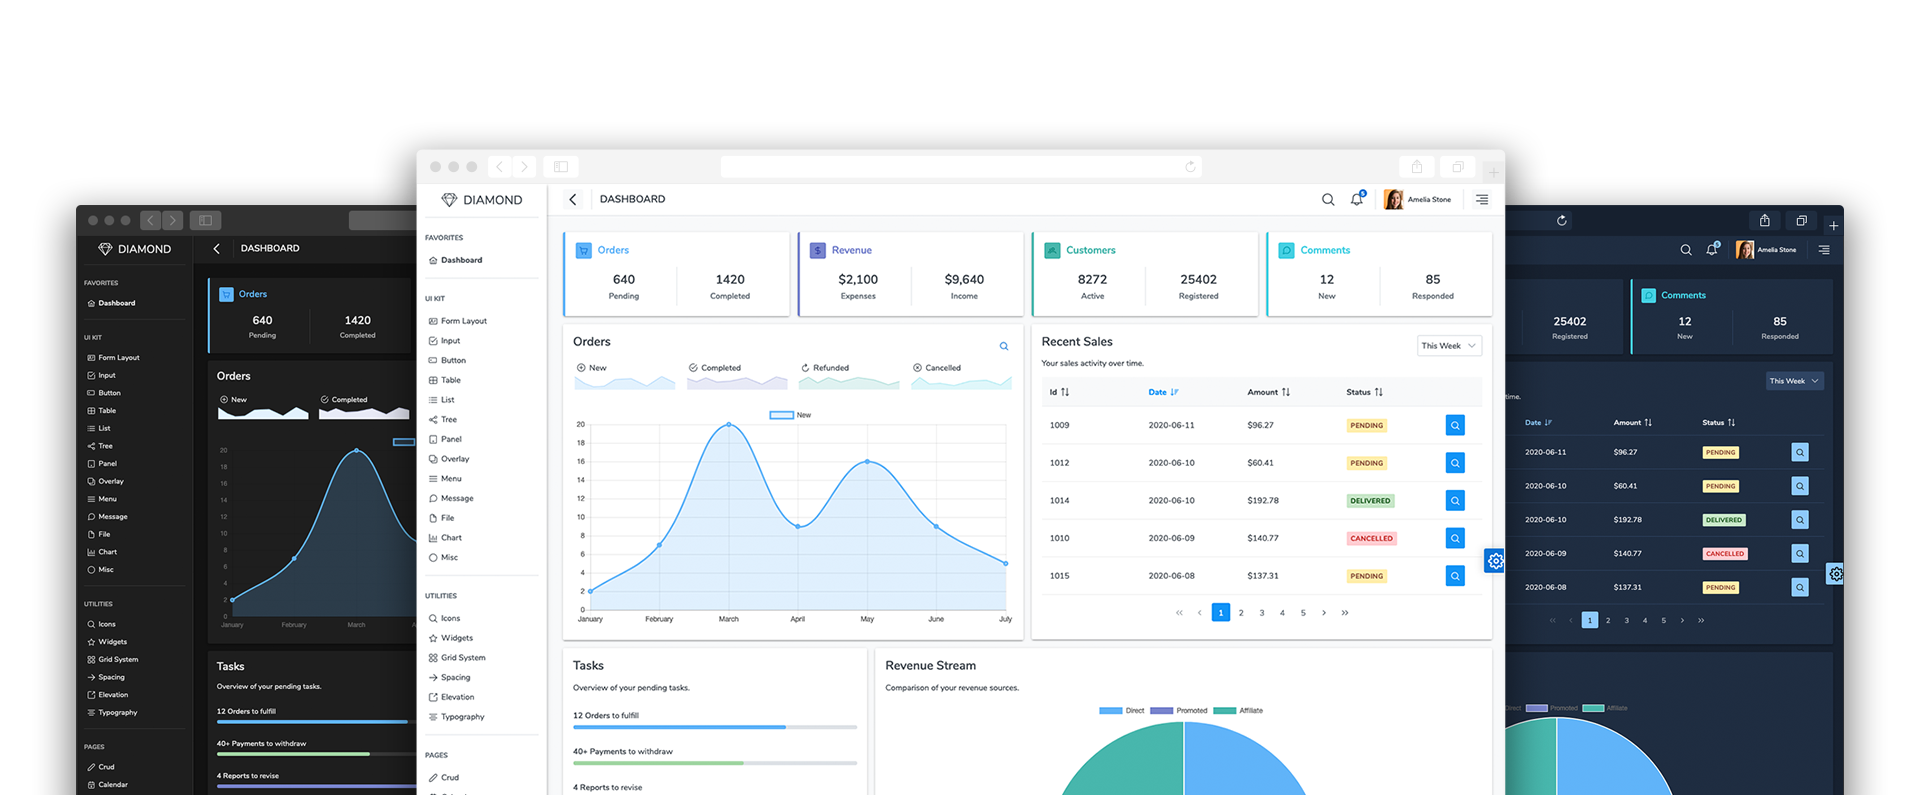 DIAMOND
FAVORITES
Dashboard
UI KIT
Form Layout
Input
Button
Table
List
Tree
Panel
Overlay
Menu
Message
File
Chart
Misc
UTILITIES
Icons
Widgets
Grid System
Spacing
Elevation
Typography
PAGES
Crud
Calendar
DASHBOARD
Orders
640 1420
Pending Completed
Orders
New Completed
20
18
16
14
12
10
8
6
4
2
0
January February March
Tasks
Overview of your pending tasks.
12 Orders to fulfill
40+ Payments to withdraw
4 Reports to revise
DIAMOND
FAVORITES
Dashboard
UI KIT
Form Layout
Input
Button
Table
List
Tree
Panel
Overlay
Menu
Message
File
Chart
Misc
UTILITIES
Icons
Widgets
Grid System
Spacing
Elevation
Typography
PAGES
Crud
DASHBOARD
5
Amelia Stone
Orders
640 1420
Pending Completed
Revenue
$2,100 $9,640
Expenses Income
Customers
8272 25402
Active Registered
Comments
12 85
New Responded
Orders
New Completed Refunded Cancelled
New
20
18
16
14
12
10
8
6
4
2
0
January February March April May June July
Recent Sales
This Week
Your sales activity over time.
Id Date Amount Status
1009 2020-06-11 $96.27 PENDING
1012 2020-06-10 $60.41 PENDING
1014 2020-06-10 $192.78 DELIVERED
1010 2020-06-09 $140.77 CANCELLED
1015 2020-06-08 $137.31 PENDING
1 2 3 4 5
Tasks
Overview of your pending tasks.
12 Orders to fulfill
40+ Payments to withdraw
4 Reports to revise
Revenue Stream
Comparison of your revenue sources.
Direct Promoted Affiliate
5
Amelia Stone
25402
Registered
Comments
12 85
New Responded
This Week
time.
Date Amount Status
2020-06-11 $96.27 PENDING
2020-06-10 $60.41 PENDING
2020-06-10 $192.78 DELIVERED
2020-06-09 $140.77 CANCELLED
2020-06-08 $137.31 PENDING
1 2 3 4 5
Direct Promoted Affiliate